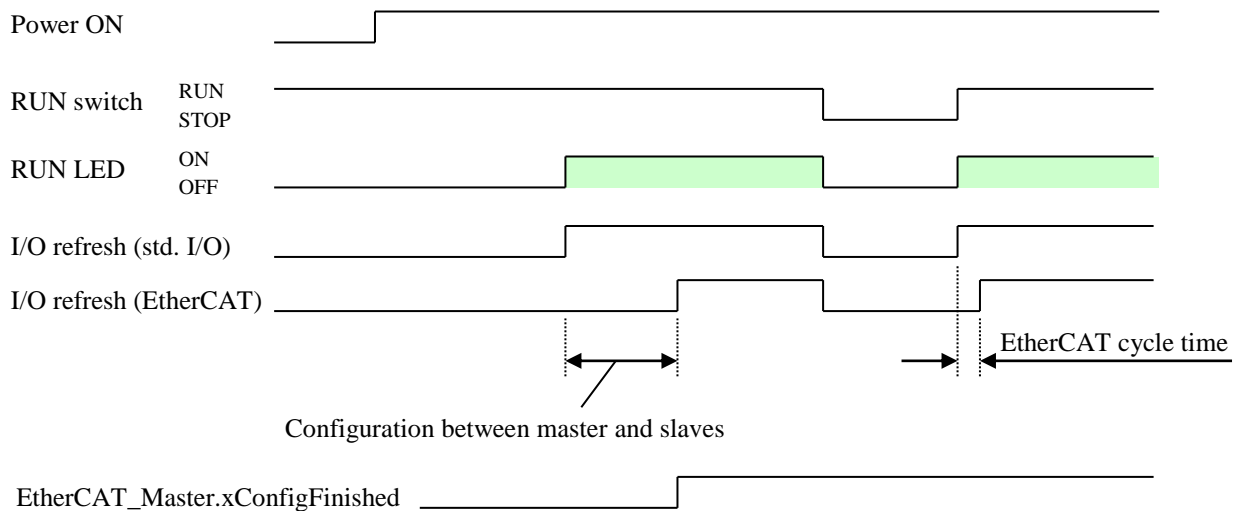 Power ON
RUN switch RUN
STOP
RUN LED ON
OFF
I/O refresh (std. I/O)
I/O refresh (EtherCAT)
EtherCAT cycle time
Configuration between master and slaves
EtherCAT_Master.xConfigFinished